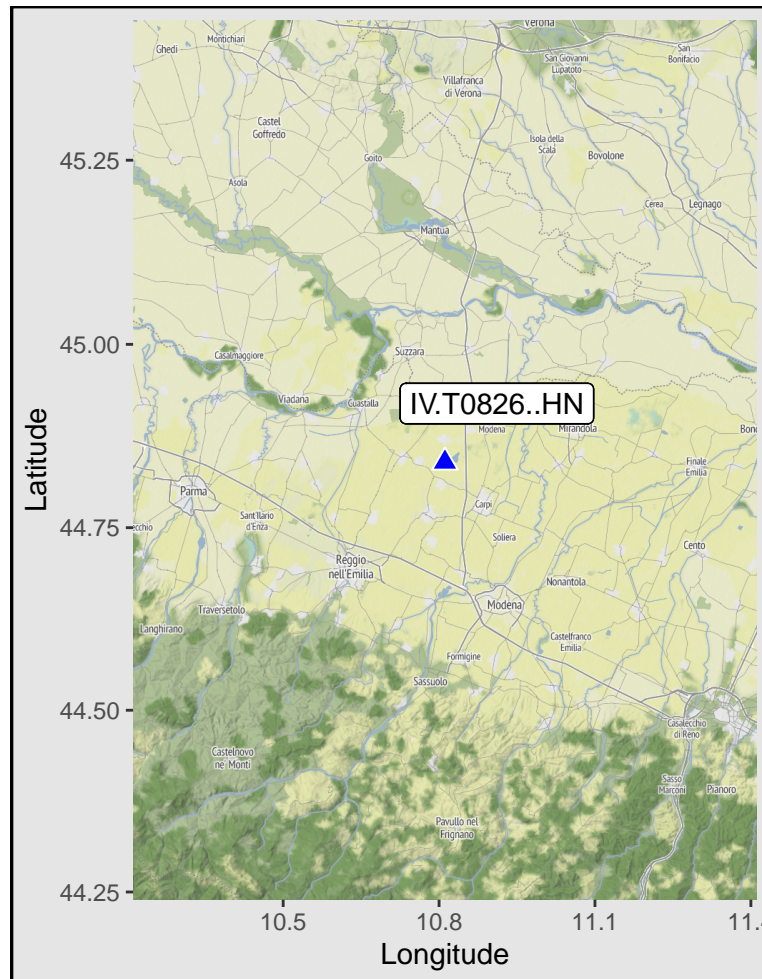 Verona
Montichiari
Ghedi
San Giovanni
Lupatoto
San
Bonifacio
Villafranca
di Verona
Castel
Goffredo
Isola della
Scala
Bovolone
45.25
Goito
Asola
Cerea
Legnago
Mantua
45.00
Suzzara
Casalmaggiore
Viadana
Guastalla
IV.T0826..HN
Modena
Mirandola
Bon
Finale
Emilia
Parma
Carpi
44.75
Sant'Ilario
d'Enza
Soliera
Cento
Reggio
nell'Emilia
Nonantola
Modena
Traversetolo
Langhirano
Castelfranco
Emilia
Formigine
Sassuolo
44.50
Casalecchio
di Reno
Castelnovo
ne' Monti
Sasso
Marconi
Pianoro
Pavullo nel
Frignano
44.25
10.5
10.8
11.1
11.4
Latitude
Longitude